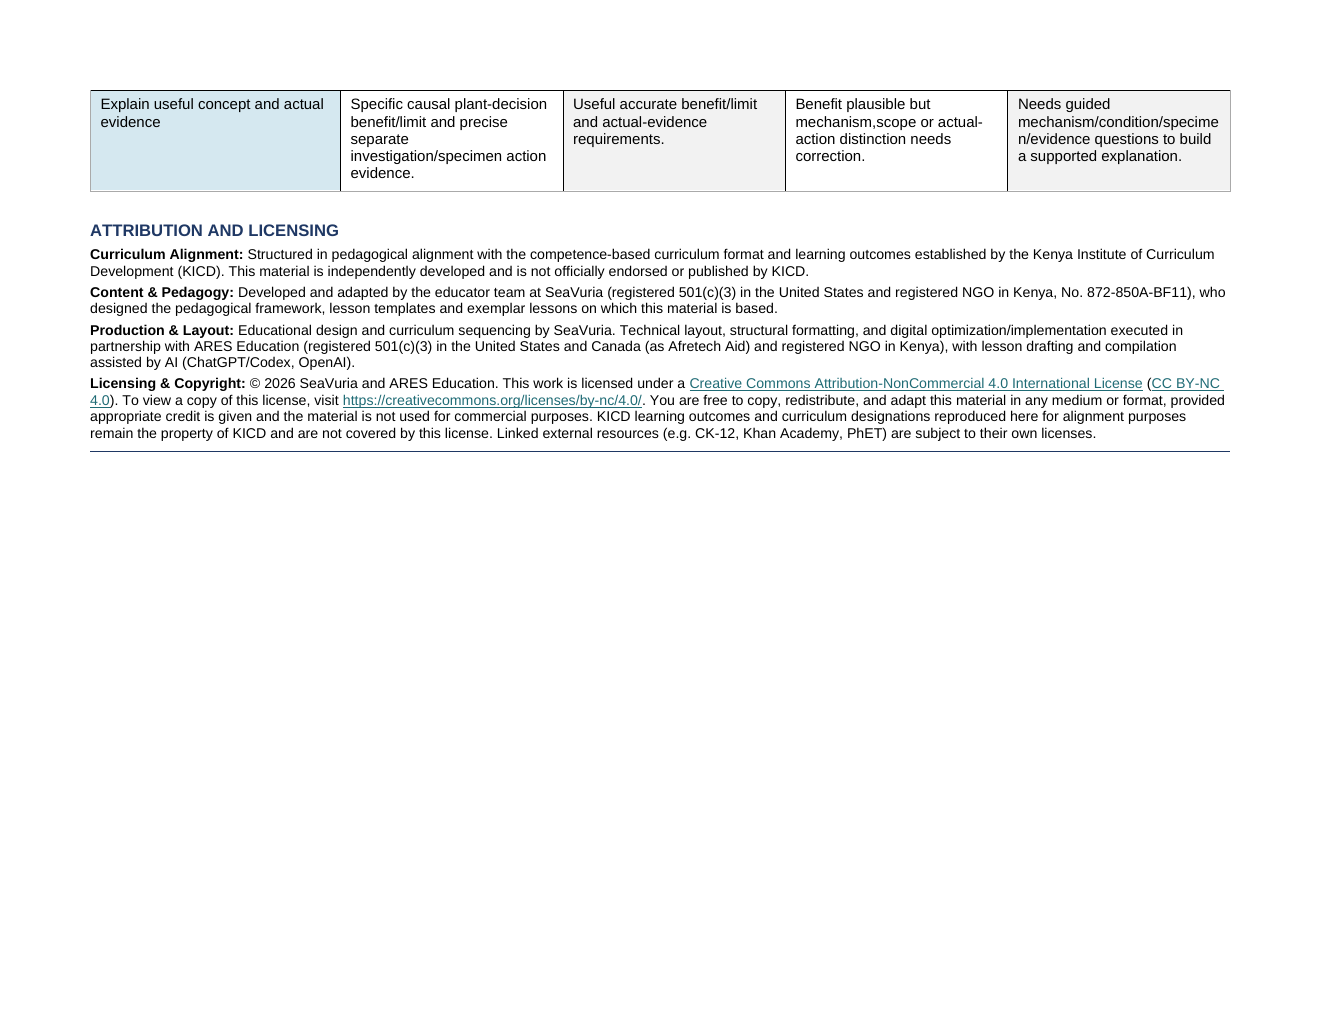 Explain useful concept and actual
evidence
Specific causal plant-decision
benefit/limit and precise
separate
investigation/specimen action
evidence.
Useful accurate benefit/limit
and actual-evidence
requirements.
Benefit plausible but
mechanism,scope or actual-
action distinction needs
correction.
Needs guided
mechanism/condition/specime
n/evidence questions to build
a supported explanation.
ATTRIBUTION AND LICENSING
Curriculum Alignment: Structured in pedagogical alignment with the competence-based curriculum format and learning outcomes established by the Kenya Institute of Curriculum
Development (KICD). This material is independently developed and is not officially endorsed or published by KICD.
Content & Pedagogy: Developed and adapted by the educator team at SeaVuria (registered 501(c)(3) in the United States and registered NGO in Kenya, No. 872-850A-BF11), who
designed the pedagogical framework, lesson templates and exemplar lessons on which this material is based.
Production & Layout: Educational design and curriculum sequencing by SeaVuria. Technical layout, structural formatting, and digital optimization/implementation executed in
partnership with ARES Education (registered 501(c)(3) in the United States and Canada (as Afretech Aid) and registered NGO in Kenya), with lesson drafting and compilation
assisted by AI (ChatGPT/Codex, OpenAI).
Licensing & Copyright: © 2026 SeaVuria and ARES Education. This work is licensed under a Creative Commons Attribution-NonCommercial 4.0 International License (CC BY-NC
4.0). To view a copy of this license, visit https://creativecommons.org/licenses/by-nc/4.0/. You are free to copy, redistribute, and adapt this material in any medium or format, provided
appropriate credit is given and the material is not used for commercial purposes. KICD learning outcomes and curriculum designations reproduced here for alignment purposes
remain the property of KICD and are not covered by this license. Linked external resources (e.g. CK-12, Khan Academy, PhET) are subject to their own licenses.